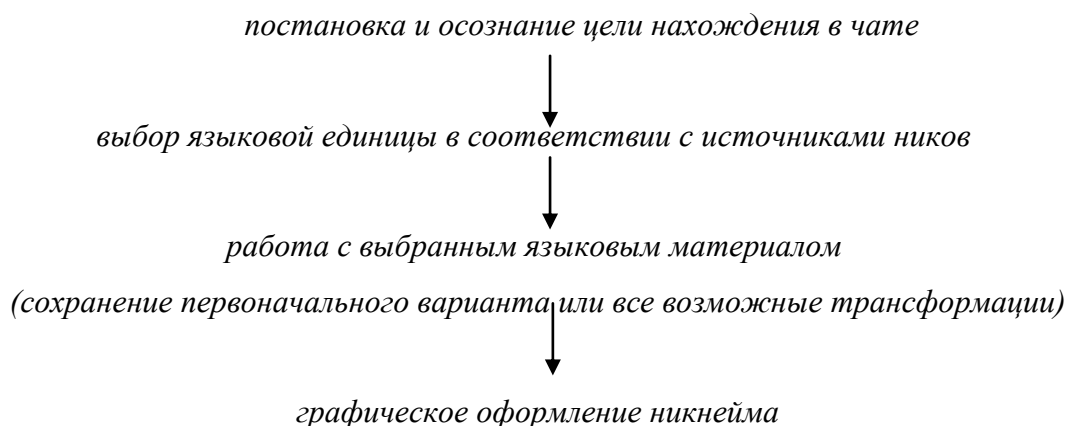 постановка и осознание цели нахождения в чате
выбор языковой единицы в соответствии с источниками ников
работа с выбранным языковым материалом
(сохранение первоначального варианта или все возможные трансформации)
графическое оформление никнейма